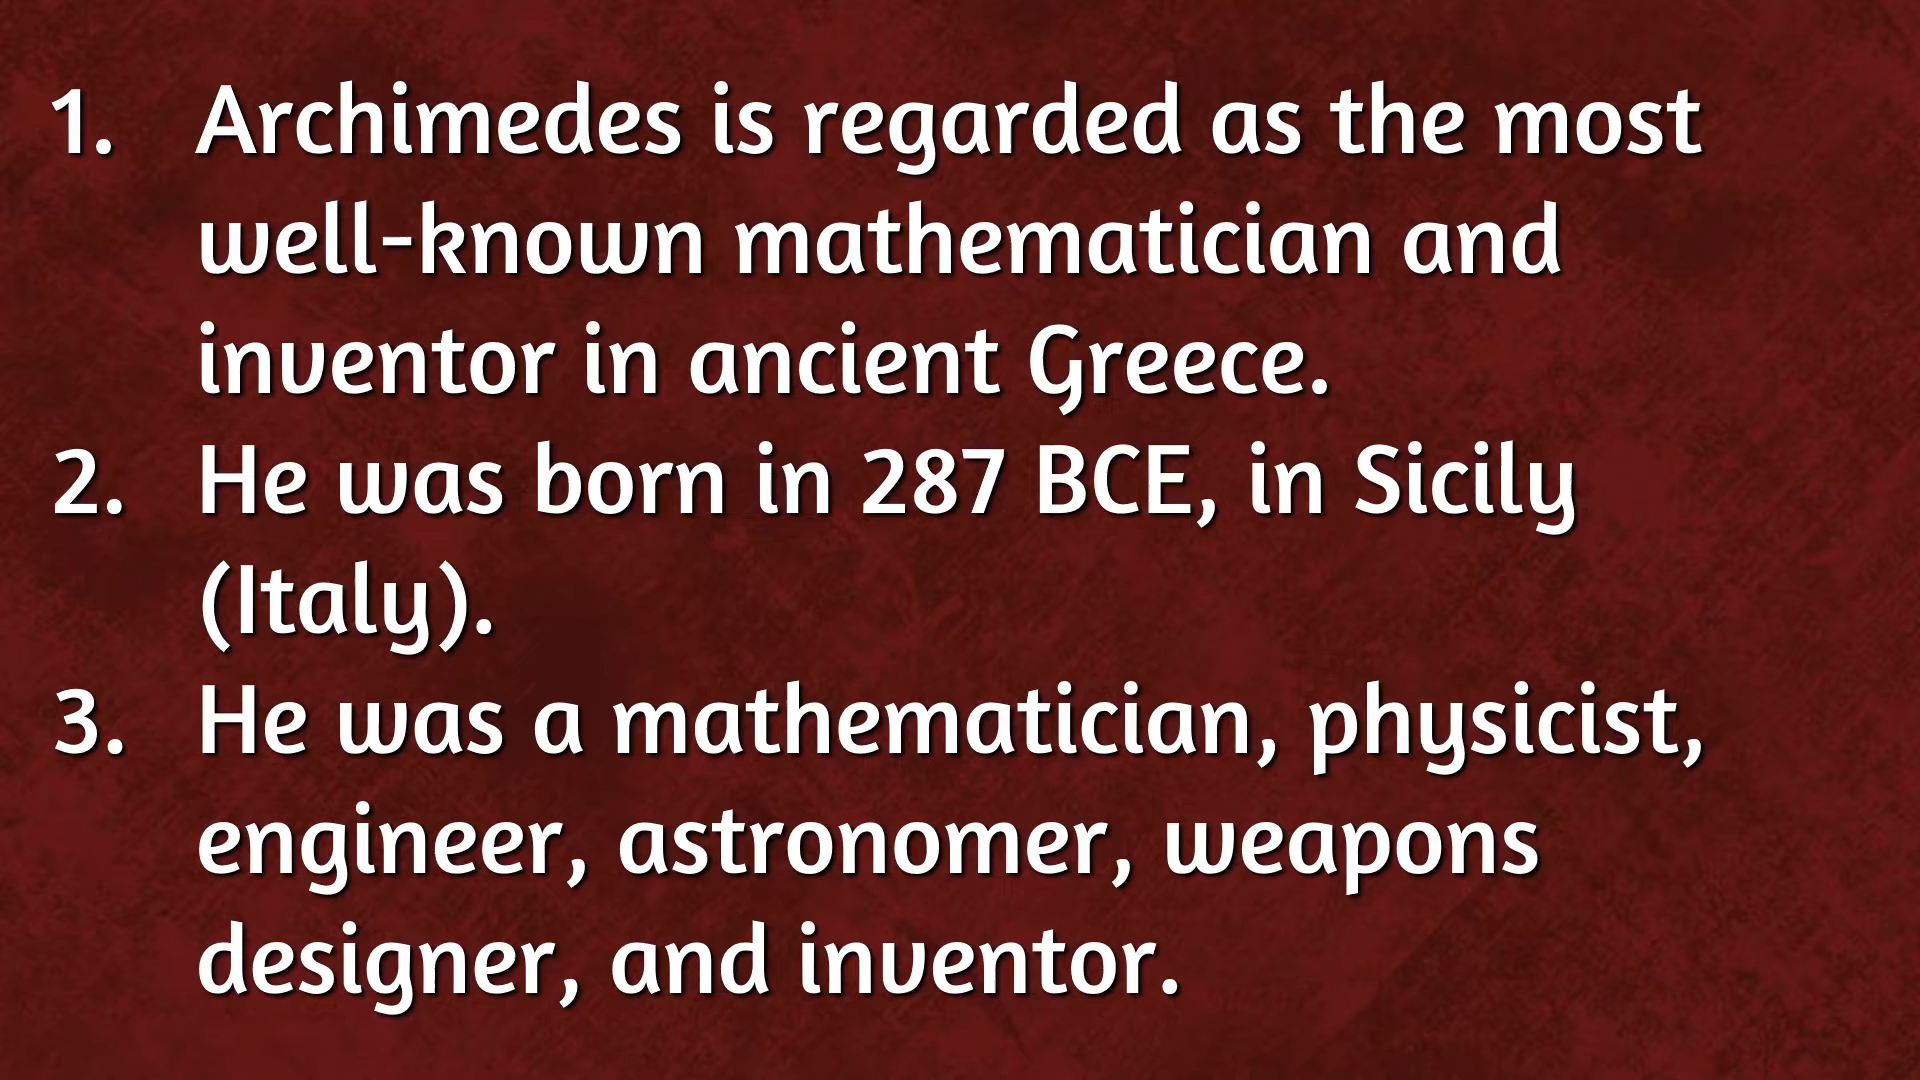 1. Archimedes is regarded as the most
well-known mathematician and
inventor in ancient Greece.
2. He was born in 287 BCE, in Sicily
(Italy).
3. He was a mathematician, physicist,
engineer, astronomer, weapons
designer, and inventor.